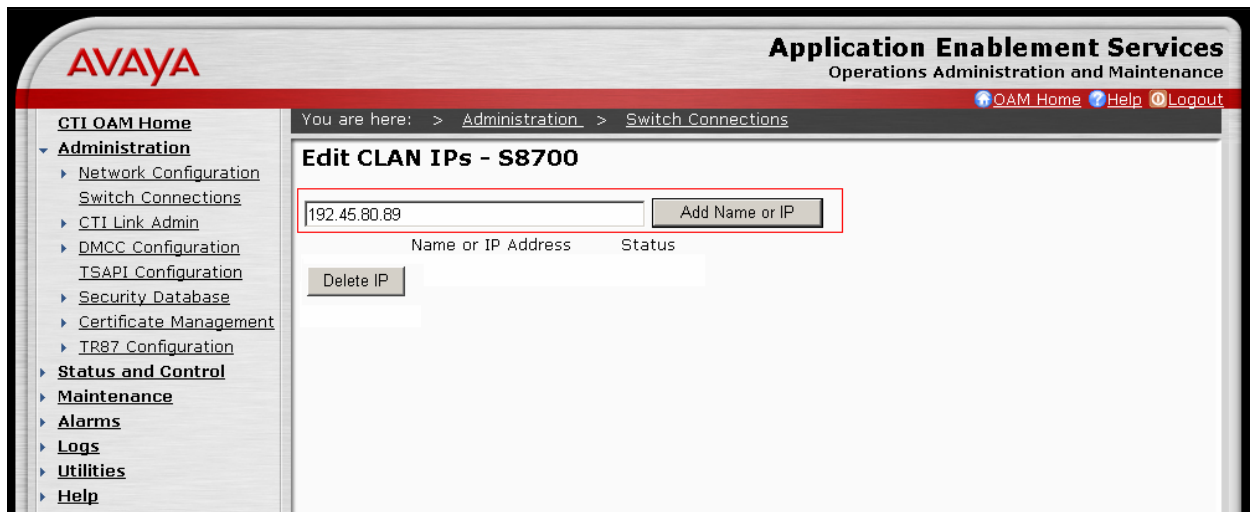 AVAYA
Application Enablement Services
Operations Administration and Maintenance
OAM Home Help Logout
You are here: > Administration > Switch Connections
CTI OAM Home
Administration
Network Configuration
Switch Connections
CTI Link Admin
DMCC Configuration
TSAPI Configuration
Security Database
Certificate Management
TR87 Configuration
Status and Control
Maintenance
Alarms
Logs
Utilities
Help
Edit CLAN IPs - S8700
192.45.80.89 Add Name or IP
Name or IP Address Status
Delete IP